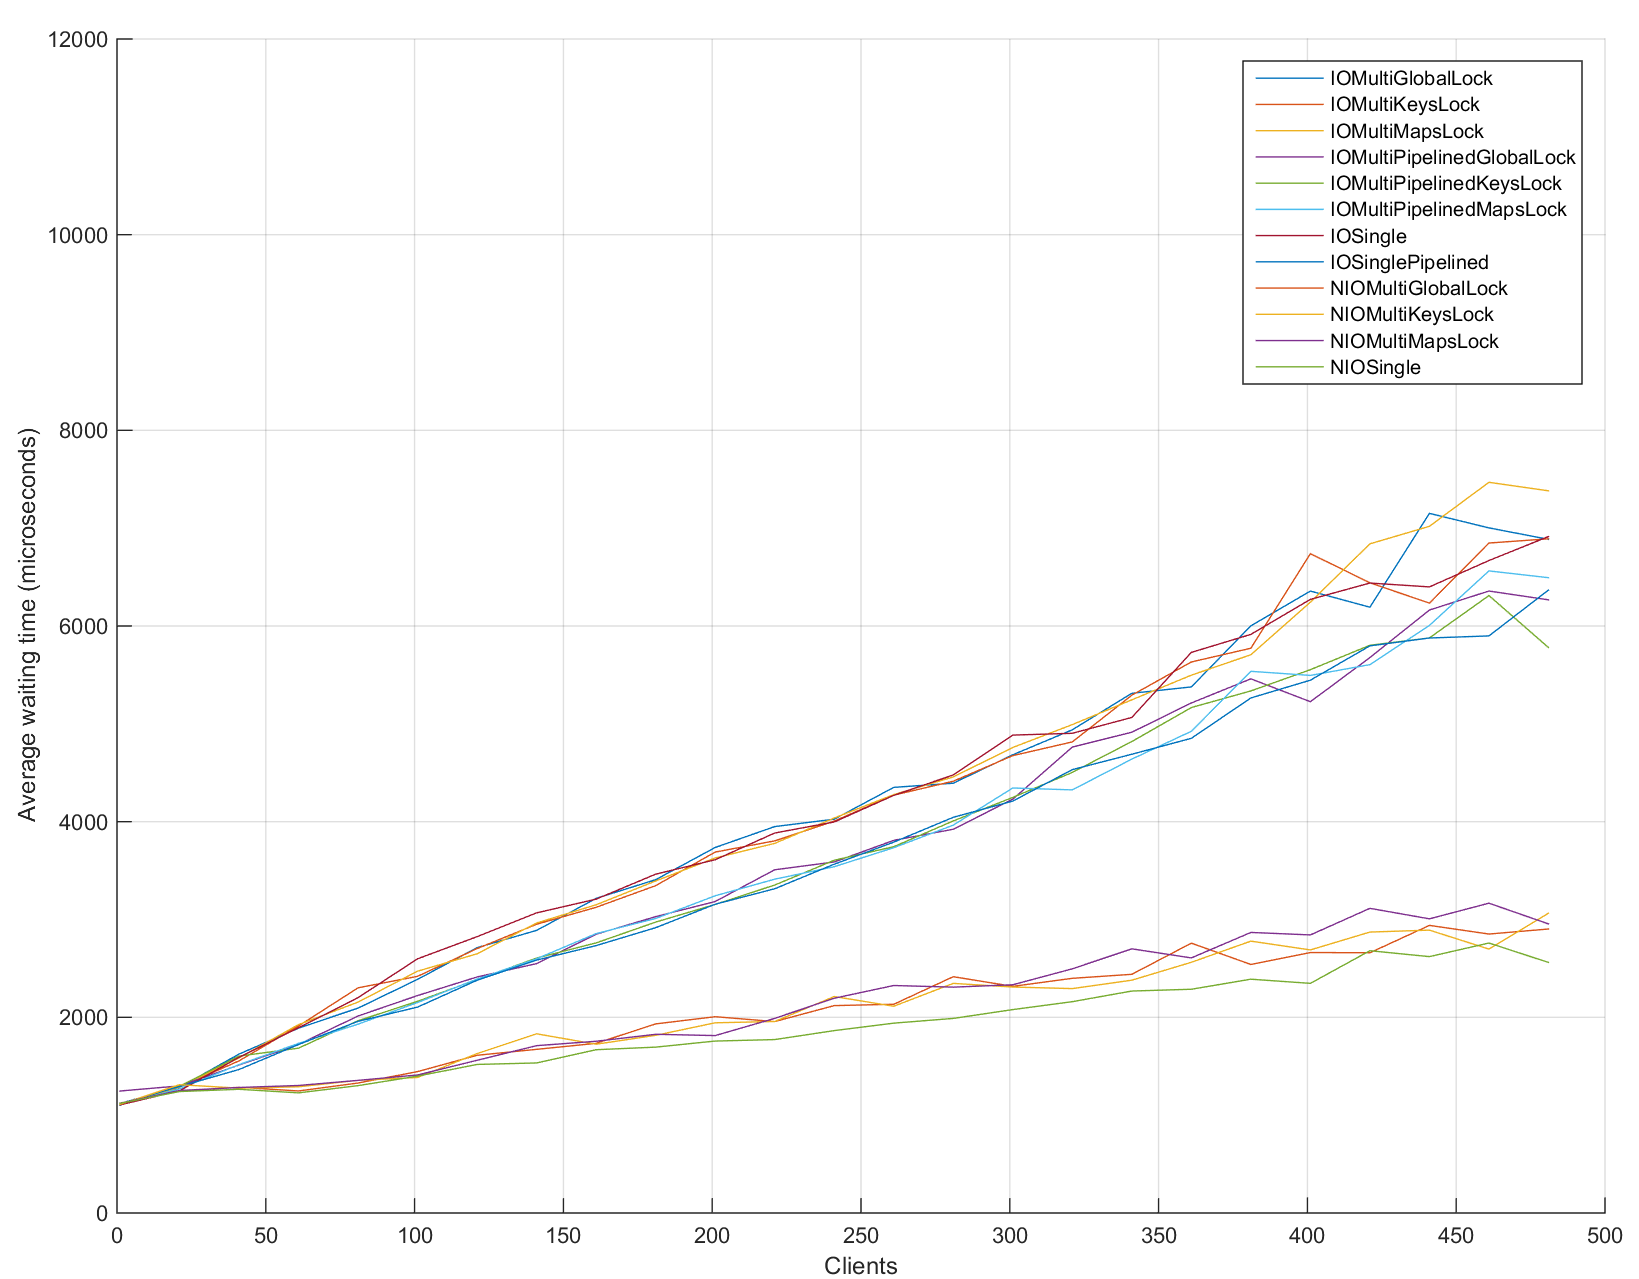 12000
10000
8000
6000
4000
2000
0
Average waiting time (microseconds)
IOMultiGlobalLock
IOMultiKeysLock
IOMultiMapsLock
IOMultiPipelinedGlobalLock
IOMultiPipelinedKeysLock
IOMultiPipelinedMapsLock
IOSingle
IOSinglePipelined
NIOMultiGlobalLock
NIOMultiKeysLock
NIOMultiMapsLock
NIOSingle
0 50 100 150 200 250 300 350 400 450 500
Clients